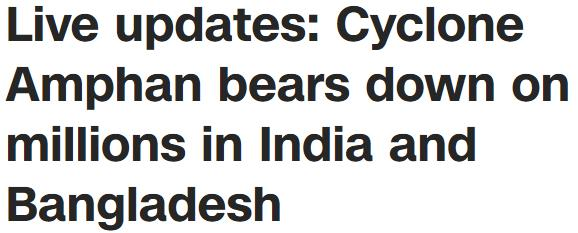 Live updates: Cyclone
Amphan bears down on
millions in India and
Bangladesh